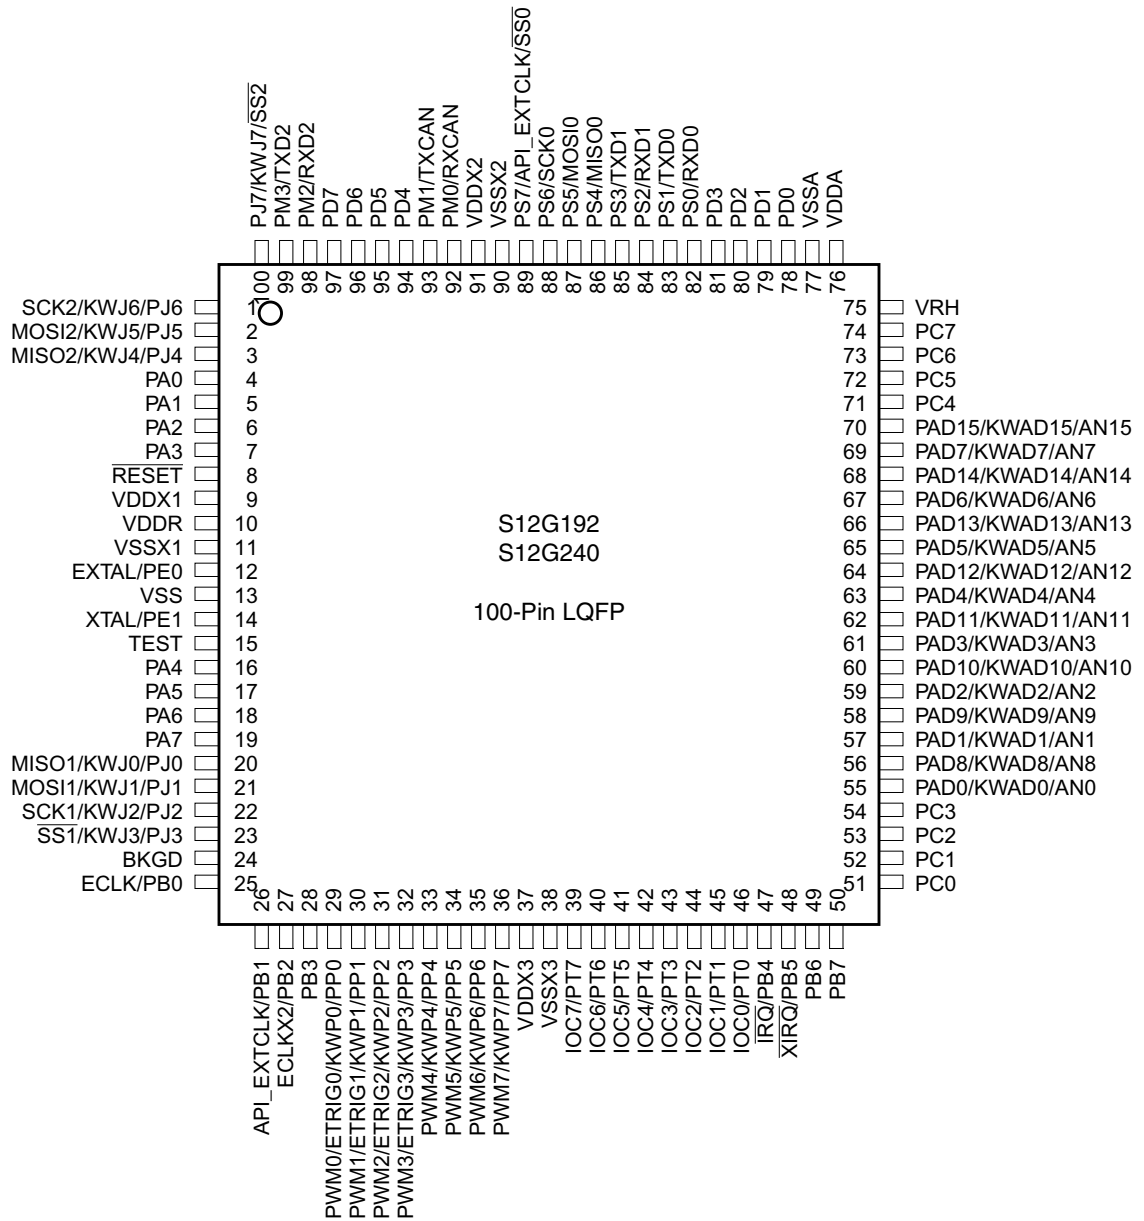 PJ7/KWJ7/SS2
PM3/TXD2
PM2/RXD2
PD7
PD6
PD5
PD4
PM1/TXCAN
PM0/RXCAN
VDDX2
VSSX2
PS7/API_EXTCLK/SS0
PS6/SCK0
PS5/MOSI0
PS4/MISO0
PS3/TXD1
PS2/RXD1
PS1/TXD0
PS0/RXD0
PD3
PD2
PD1
PD0
VSSA
VDDA
100
99
98
97
96
95
94
93
92
91
90
89
88
87
86
85
84
83
82
81
80
79
78
77
76
SCK2/KWJ6/PJ6 1
MOSI2/KWJ5/PJ5 2
MISO2/KWJ4/PJ4 3
PA0 4
PA1 5
PA2 6
PA3 7
RESET 8
VDDX1 9
VDDR 10
VSSX1 11
EXTAL/PE0 12
VSS 13
XTAL/PE1 14
TEST 15
PA4 16
PA5 17
PA6 18
PA7 19
MISO1/KWJ0/PJ0 20
MOSI1/KWJ1/PJ1 21
SCK1/KWJ2/PJ2 22
SS1/KWJ3/PJ3 23
BKGD 24
ECLK/PB0 25
S12G192
S12G240
100-Pin LQFP
75 VRH
74 PC7
73 PC6
72 PC5
71 PC4
70 PAD15/KWAD15/AN15
69 PAD7/KWAD7/AN7
68 PAD14/KWAD14/AN14
67 PAD6/KWAD6/AN6
66 PAD13/KWAD13/AN13
65 PAD5/KWAD5/AN5
64 PAD12/KWAD12/AN12
63 PAD4/KWAD4/AN4
62 PAD11/KWAD11/AN11
61 PAD3/KWAD3/AN3
60 PAD10/KWAD10/AN10
59 PAD2/KWAD2/AN2
58 PAD9/KWAD9/AN9
57 PAD1/KWAD1/AN1
56 PAD8/KWAD8/AN8
55 PAD0/KWAD0/AN0
54 PC3
53 PC2
52 PC1
51 PC0
26
27
28
29
30
31
32
33
34
35
36
37
38
39
40
41
42
43
44
45
46
47
48
49
50
API_EXTCLK/PB1
ECLKX2/PB2
PB3
PWM0/ETRIG0/KWP0/PP0
PWM1/ETRIG1/KWP1/PP1
PWM2/ETRIG2/KWP2/PP2
PWM3/ETRIG3/KWP3/PP3
PWM4/KWP4/PP4
PWM5/KWP5/PP5
PWM6/KWP6/PP6
PWM7/KWP7/PP7
VDDX3
VSSX3
IOC7/PT7
IOC6/PT6
IOC5/PT5
IOC4/PT4
IOC3/PT3
IOC2/PT2
IOC1/PT1
IOC0/PT0
IRQ/PB4
XIRQ/PB5
PB6
PB7